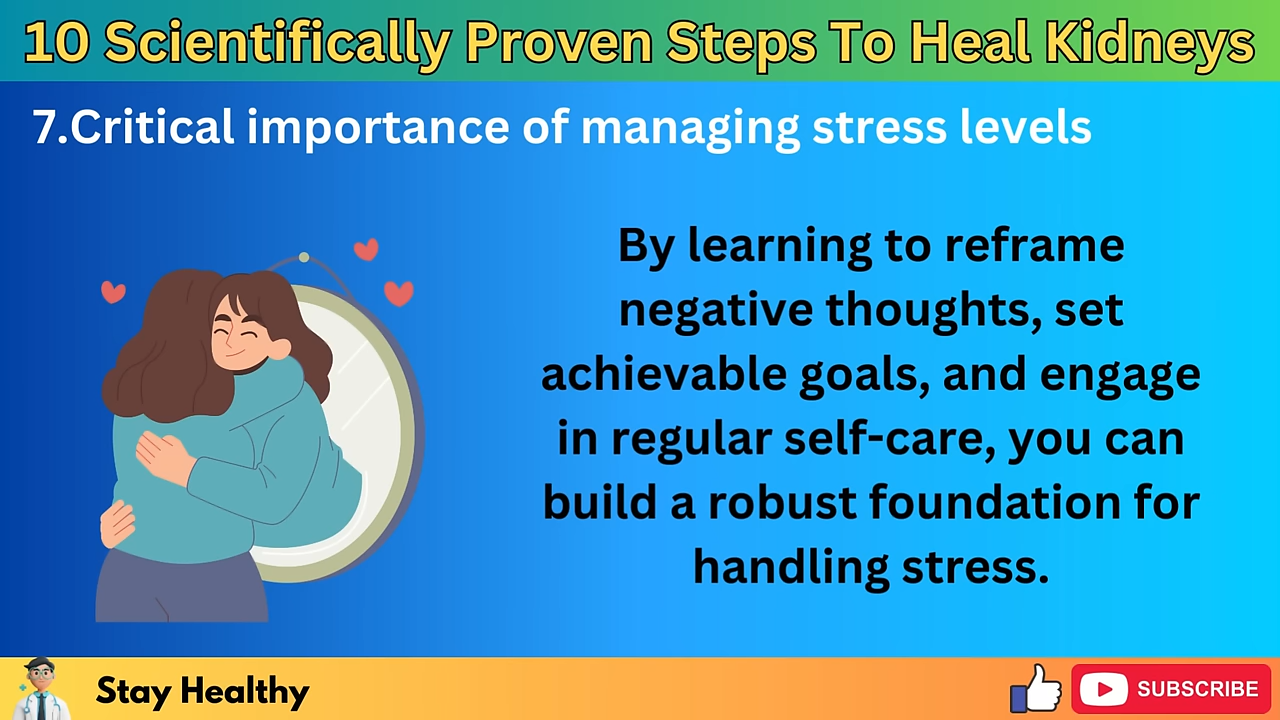 10 Scientifically Proven Steps To Heal Kidneys
7.Critical importance of managing stress levels
By learning to reframe
negative thoughts, set
achievable goals, and engage
in regular self-care, you can
build a robust foundation for
handling stress.
Stay Healthy
SUBSCRIBE